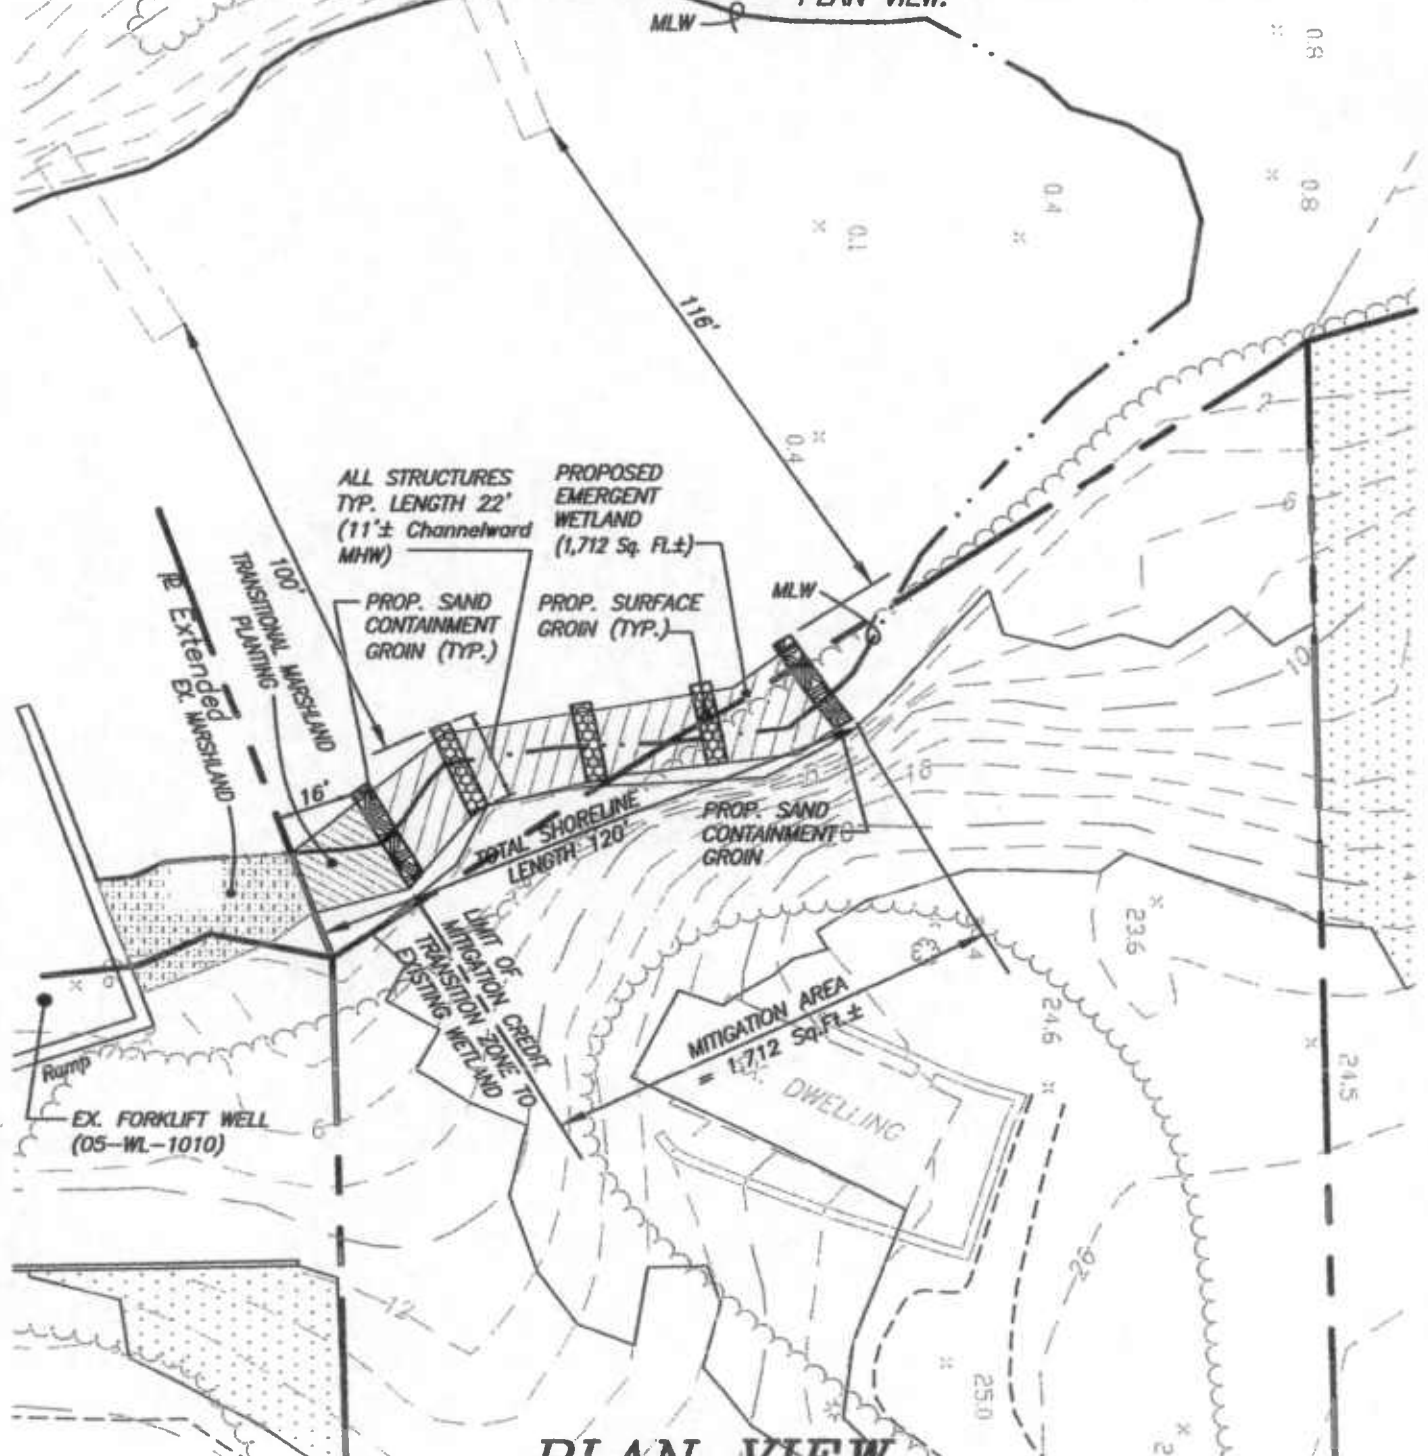 PLAN VIEW.
MLW
0.8
0.8
0.4
0.1
116'
0.4
2
6
10
ALL STRUCTURES
TYP. LENGTH 22'
(11'± Channelward
MHW)
PROPOSED
EMERGENT
WETLAND
(1,712 Sq. Ft.±)
100'
TRANSITIONAL MARSHLAND
PLANTING
PROP. SAND
CONTAINMENT
GROIN (TYP.)
PROP. SURFACE
GROIN (TYP.)
MLW
Extended
EX. MARSHLAND
16'
18
TOTAL SHORELINE
LENGTH 120'
PROP. SAND
CONTAINMENT
GROIN
LIMIT OF
MITIGATION CREDIT
TRANSITION ZONE TO
EXISTING WETLAND
MITIGATION AREA
= 1,712 Sq.Ft.±
23.6
24.6
24.5
DWELLING
Ramp
EX. FORKLIFT WELL
(05-WL-1010)
6
12
26
25.0
PLAN VIEW